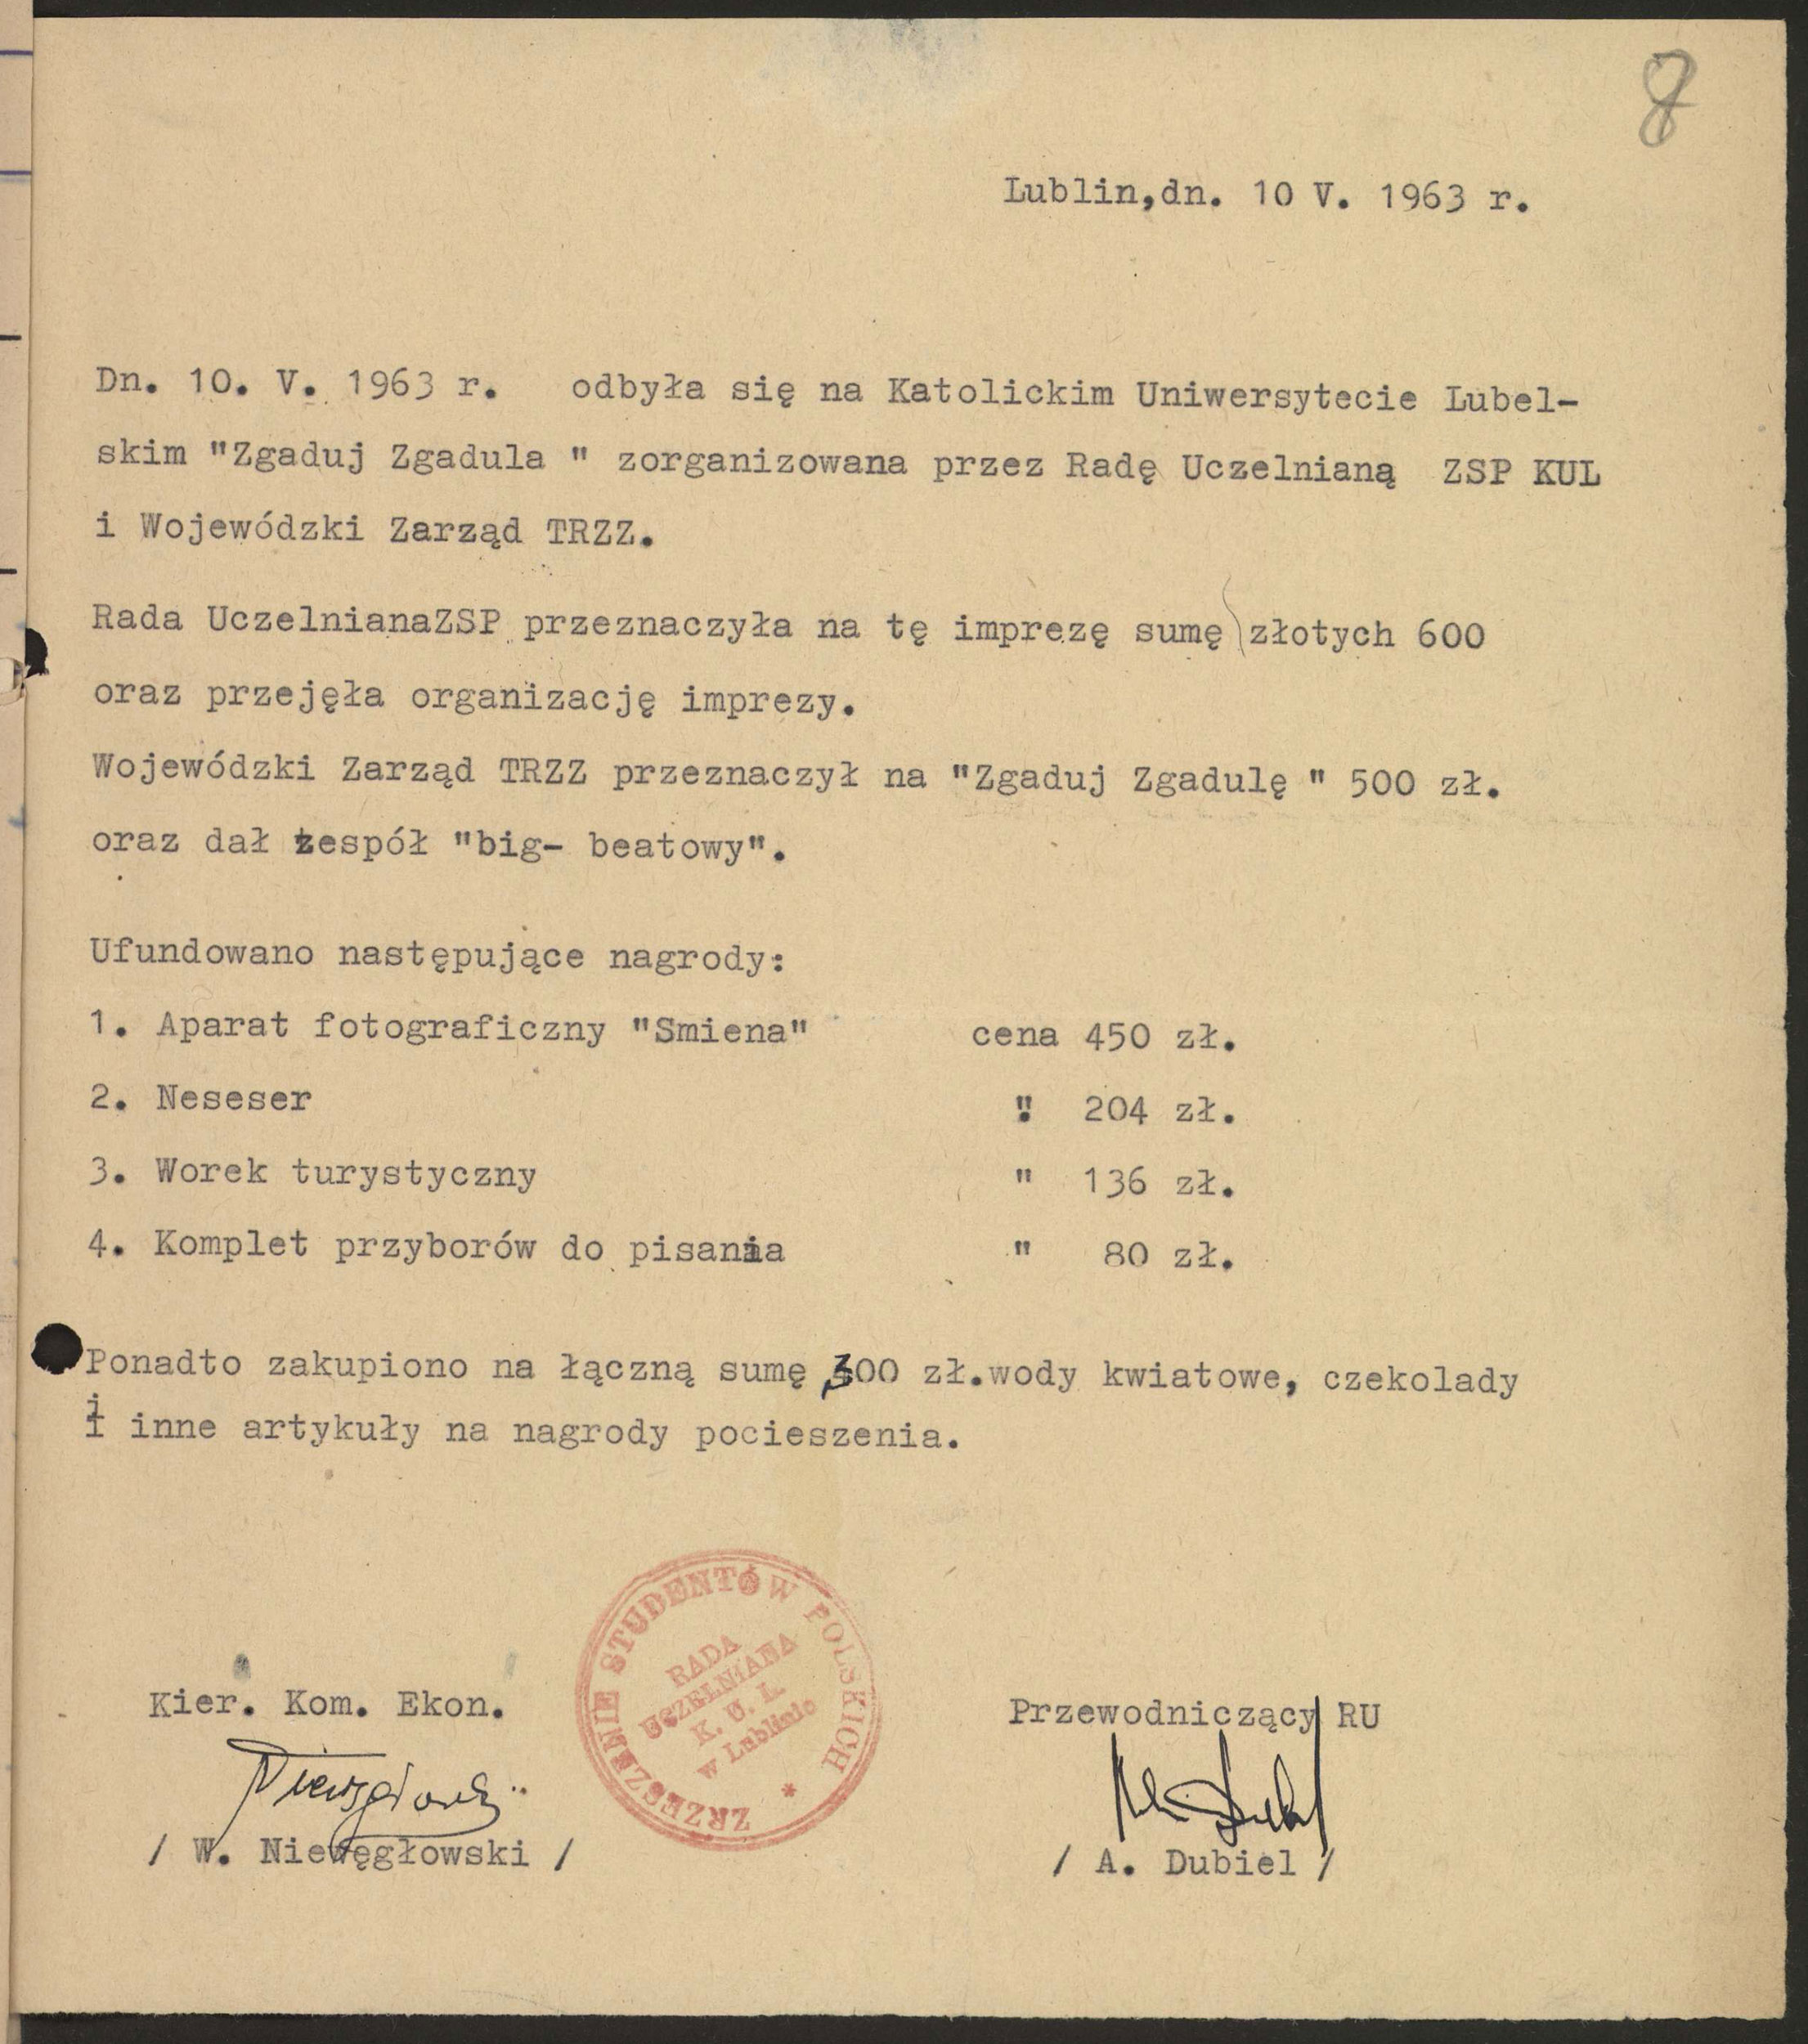 8
Lublin,dn. 10 V. 1963 r.
Dn. 10. V. 1963 r. odbyła się na Katolickim Uniwersytecie Lubel-
skim "Zgaduj Zgadula " zorganizowana przez Radę Uczelnianą ZSP KUL
i Wojewódzki Zarząd TRZZ.
Rada UczelnianaZSP przeznaczyła na tę imprezę sumę złotych 600
oraz przejęła organizację imprezy.
Wojewódzki Zarząd TRZZ przeznaczył na "Zgaduj Zgadulę " 500 zł.
oraz dał zespół "big- beatowy".
Ufundowano następujące nagrody:
1. Aparat fotograficzny "Smiena" cena 450 zł.
2. Neseser " 204 zł.
3. Worek turystyczny " 136 zł.
4. Komplet przyborów do pisania " 80 zł.
Ponadto zakupiono na łączną sumę 300 zł.wody kwiatowe, czekolady
i inne artykuły na nagrody pocieszenia.
ZRZESZENIE STUDENTÓW POLSKICH *
RADA
UCZELNIANA
K. U. L.
w Lublinie
Kier. Kom. Ekon.
/ W. Niewęgłowski /
Przewodniczący RU
/ A. Dubiel /